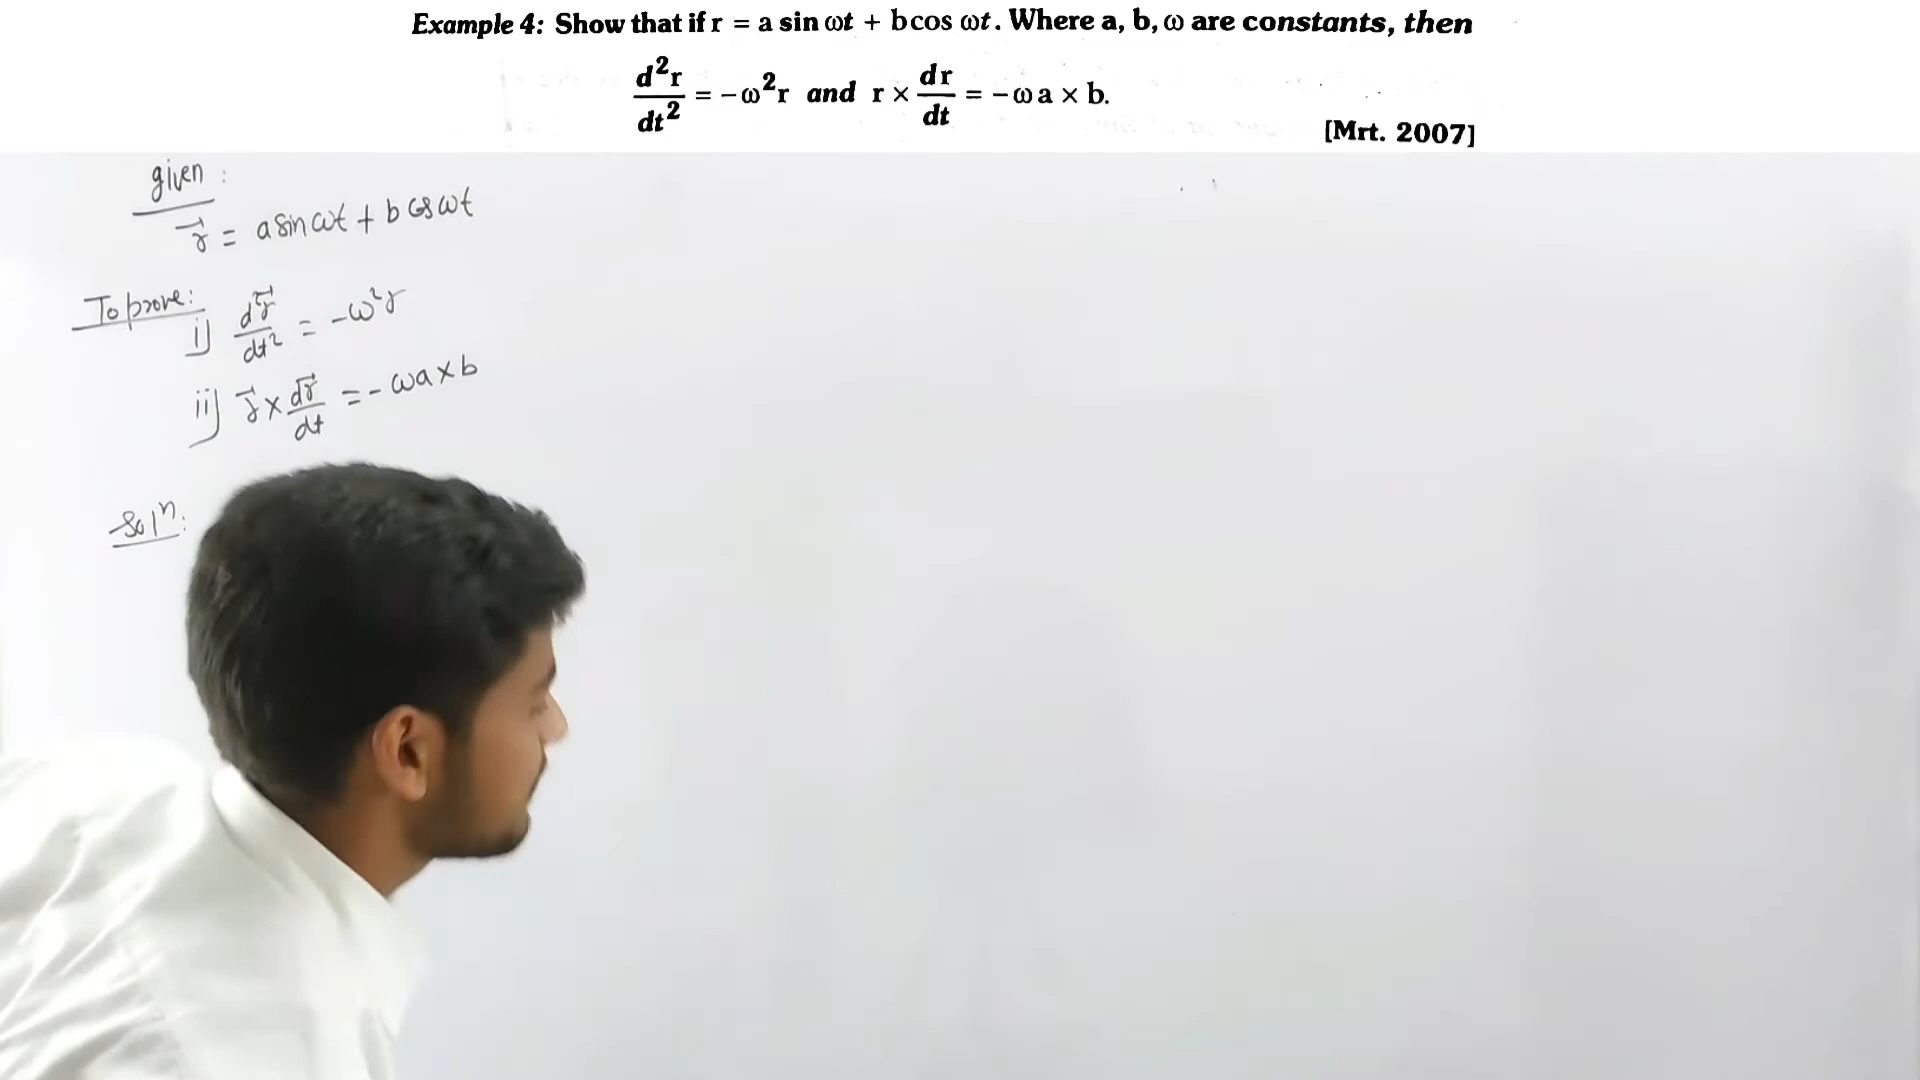 Example 4: Show that if r = a sin ωt + b cos ωt. Where a, b, ω are constants, then
d²r/dt² = −ω²r and r × dr/dt = −ω a × b.
[Mrt. 2007]
given :
r⃗ = a sin ωt + b cos ωt
To prove:
i) d²r⃗/dt² = −ω²r
ii) r⃗ × dr⃗/dt = −ωa × b
Solⁿ: